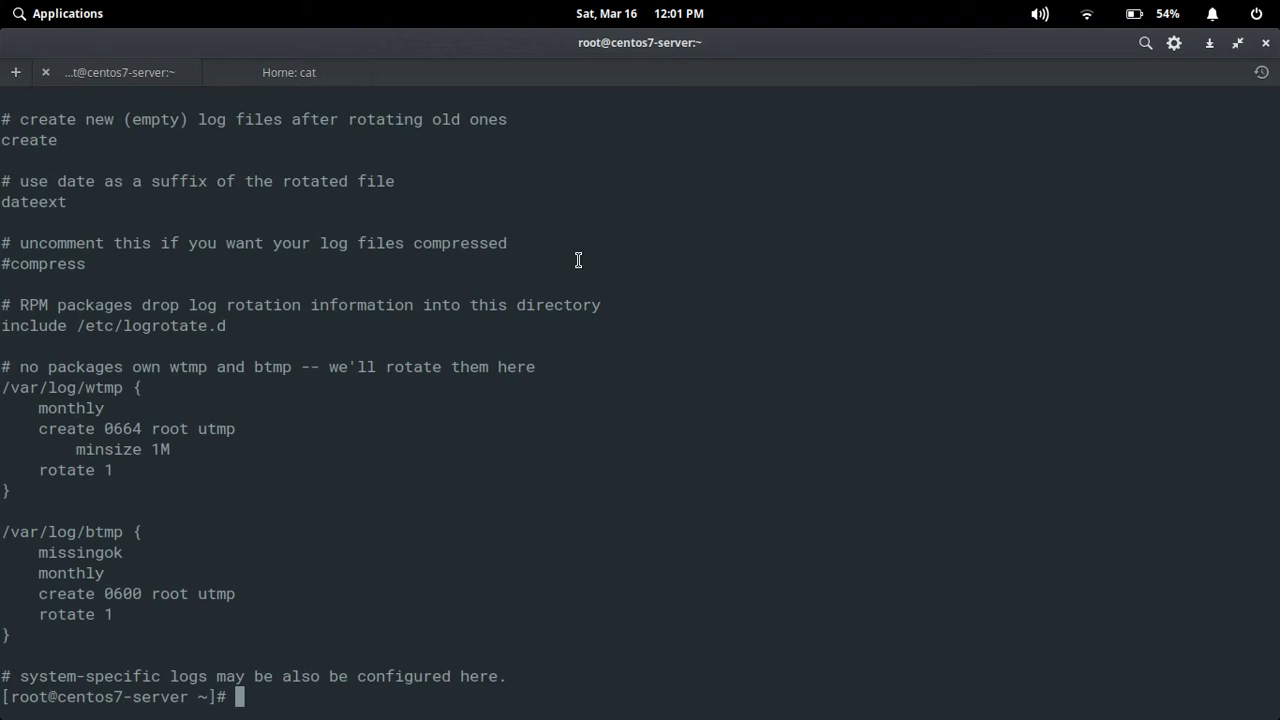 Applications
Sat, Mar 16 12:01 PM
54%
root@centos7-server:~
...t@centos7-server:~
Home: cat
# create new (empty) log files after rotating old ones
create
# use date as a suffix of the rotated file
dateext
# uncomment this if you want your log files compressed
#compress
# RPM packages drop log rotation information into this directory
include /etc/logrotate.d
# no packages own wtmp and btmp -- we'll rotate them here
/var/log/wtmp {
    monthly
    create 0664 root utmp
        minsize 1M
    rotate 1
}
/var/log/btmp {
    missingok
    monthly
    create 0600 root utmp
    rotate 1
}
# system-specific logs may be also be configured here.
[root@centos7-server ~]#